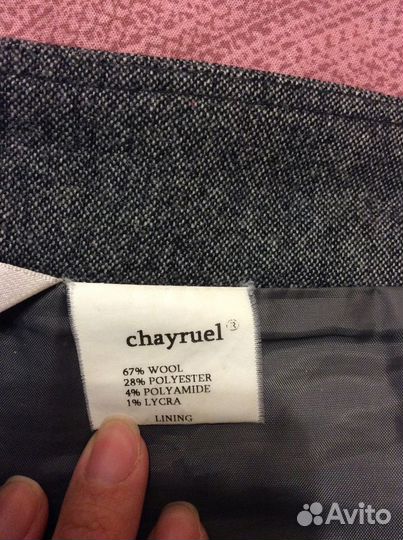 chayruel®
67% WOOL
28% POLYESTER
4% POLYAMIDE
1% LYCRA
LINING
Avito